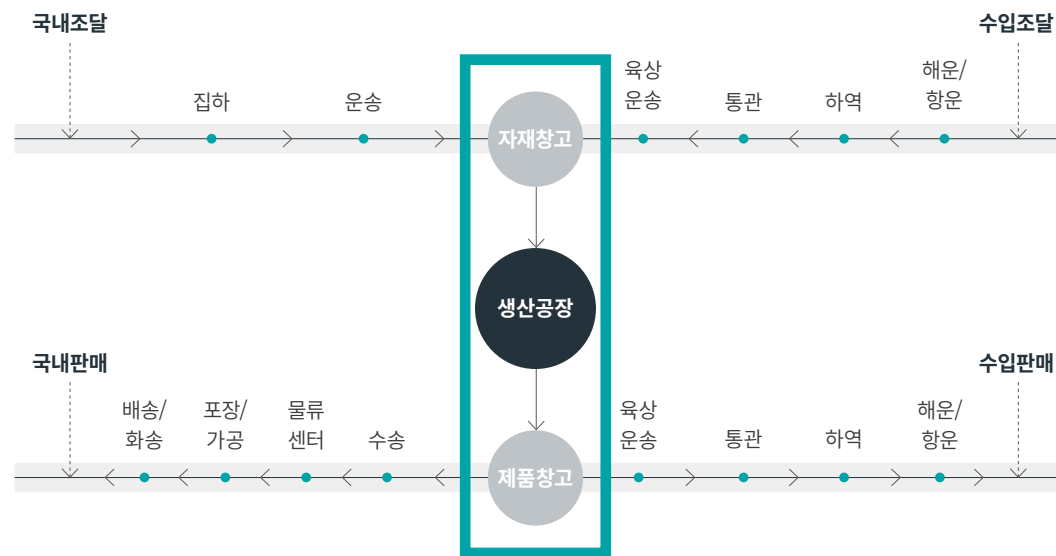 국내조달
수입조달
집하
운송
육상
운송
통관
하역
해운/
항운
자재창고
생산공장
국내판매
수입판매
배송/
화송
포장/
가공
물류
센터
수송
육상
운송
통관
하역
해운/
항운
제품창고